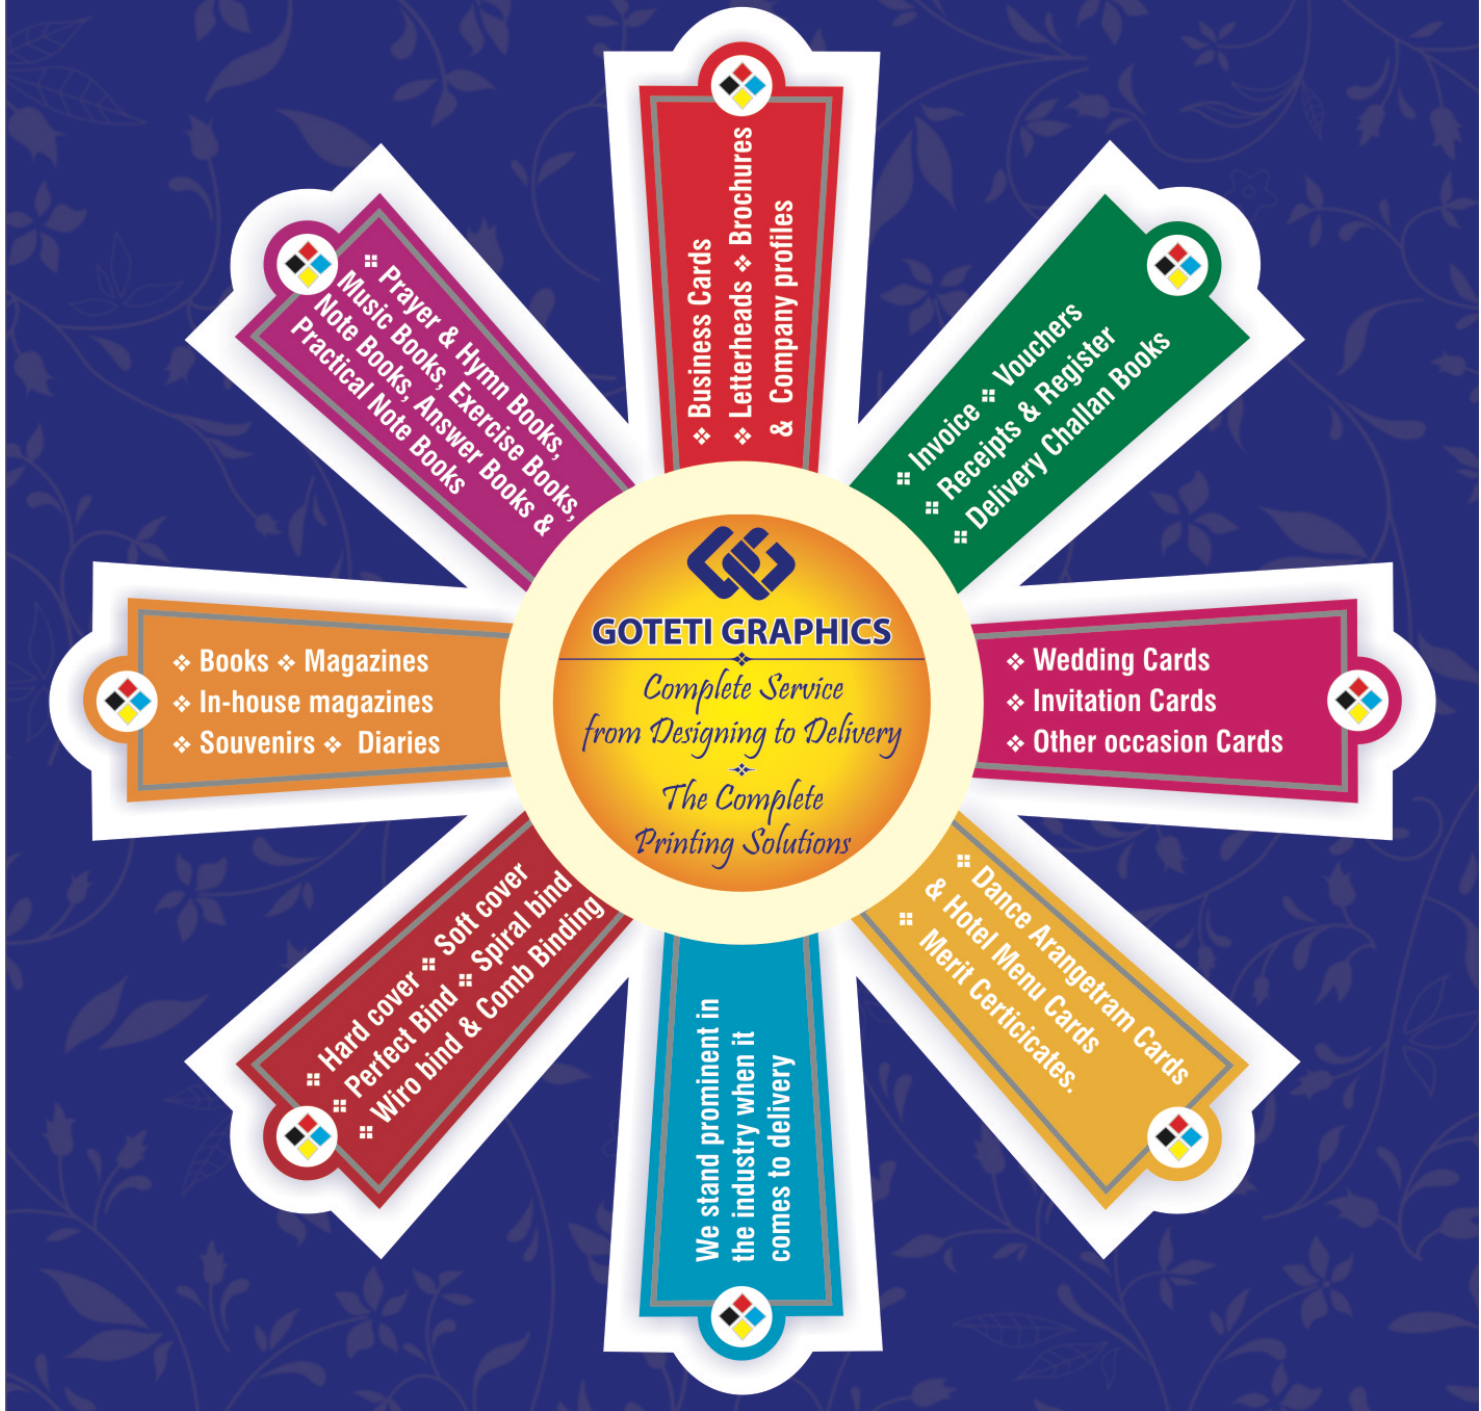 ❖ Business Cards
❖ Letterheads ❖ Brochures
& Company profiles
❖ Invoice ❖ Vouchers
❖ Receipts & Register
❖ Delivery Challan Books
❖ Wedding Cards
❖ Invitation Cards
❖ Other occasion Cards
❖ Dance Arangetram Cards
& Hotel Menu Cards
❖ Merit Certicicates.
We stand prominent in
the industry when it
comes to delivery
❖ Hard cover ❖ Soft cover
❖ Perfect Bind ❖ Spiral bind
❖ Wiro bind & Comb Binding
❖ Books ❖ Magazines
❖ In-house magazines
❖ Souvenirs ❖ Diaries
❖ Prayer & Hymn Books,
Music Books, Exercise Books,
Note Books, Answer Books &
Practical Note Books
GOTETI GRAPHICS
Complete Service
from Designing to Delivery
The Complete
Printing Solutions